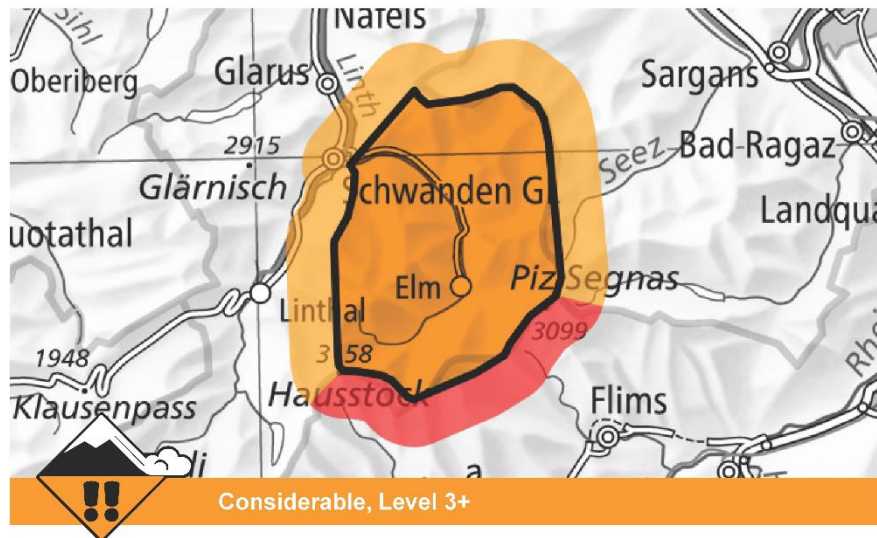 Näfels
Sihl
Oberiberg
Glarus
Linth
Sargans
2915
Bad-Ragaz
Seez
Glärnisch
Schwanden GL
Landqua
uotathal
Elm
Piz Segnas
Linthal
3099
1948
3158
Hausstock
Klausenpass
Flims
di
a
Considerable, Level 3+